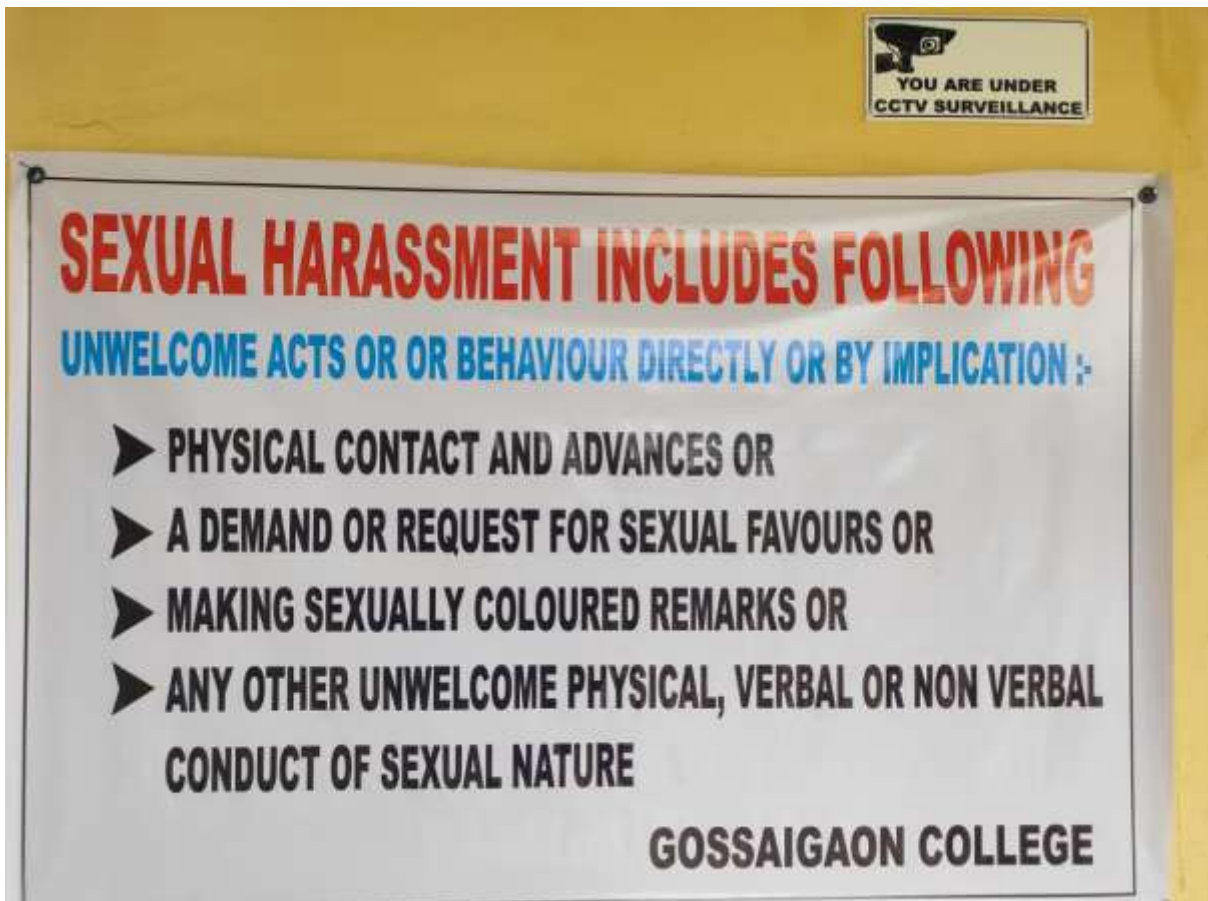 YOU ARE UNDER
CCTV SURVEILLANCE
SEXUAL HARASSMENT INCLUDES FOLLOWING
UNWELCOME ACTS OR OR BEHAVIOUR DIRECTLY OR BY IMPLICATION :-
➤ PHYSICAL CONTACT AND ADVANCES OR
➤ A DEMAND OR REQUEST FOR SEXUAL FAVOURS OR
➤ MAKING SEXUALLY COLOURED REMARKS OR
➤ ANY OTHER UNWELCOME PHYSICAL, VERBAL OR NON VERBAL
CONDUCT OF SEXUAL NATURE
GOSSAIGAON COLLEGE